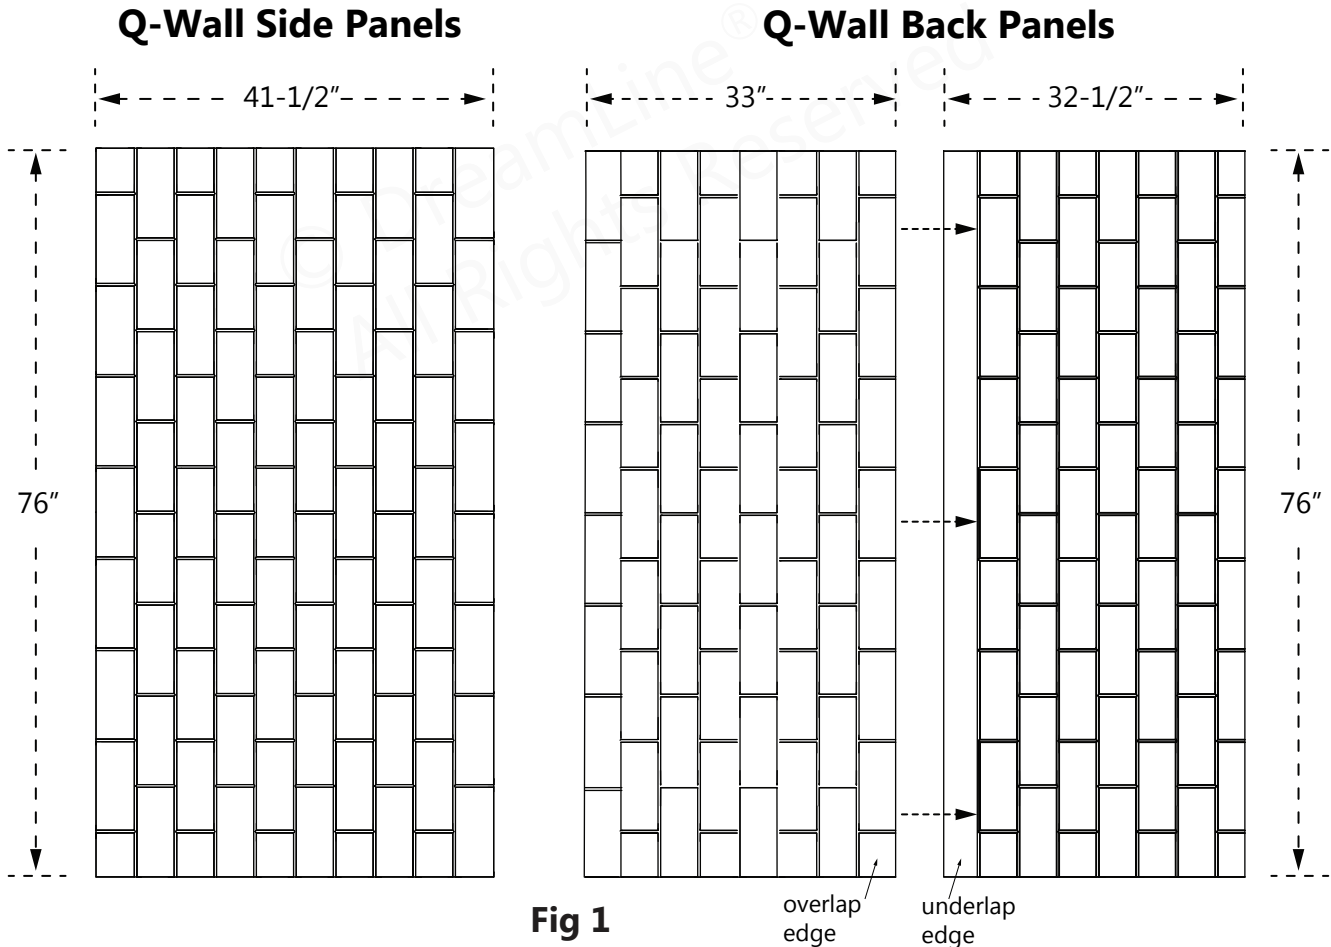 Q-Wall Side Panels
Q-Wall Back Panels
© DreamLine®
All Rights Reserved
41-1/2"
33"
32-1/2"
76"
76"
overlap
edge
underlap
edge
Fig 1